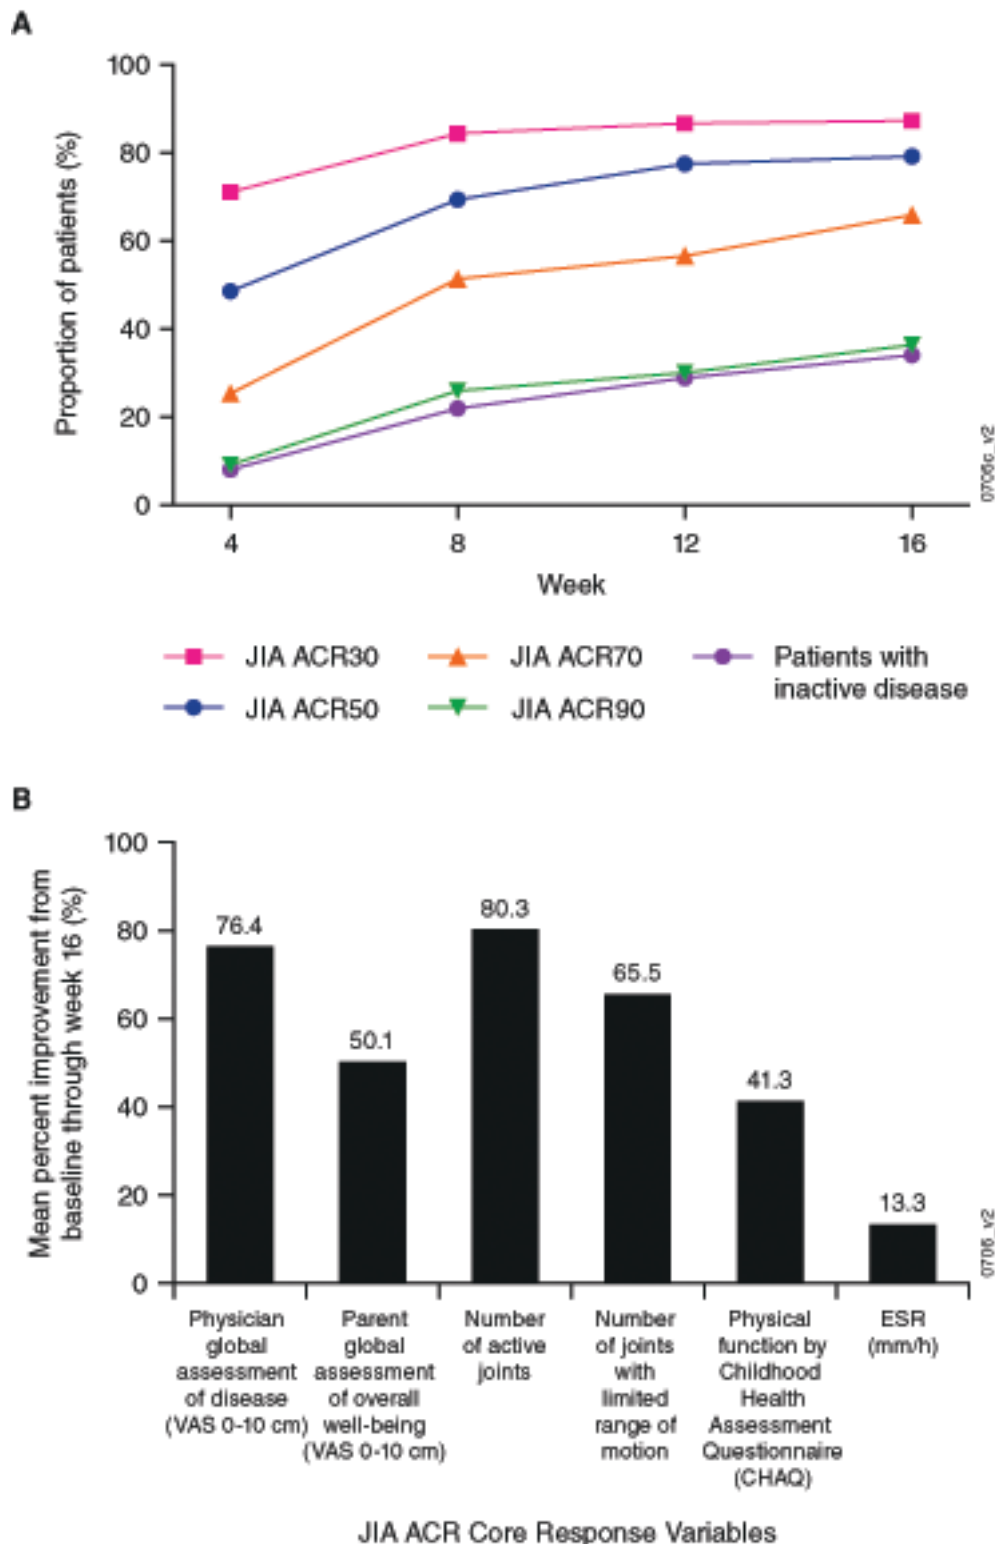 A
100
80
60
40
20
0
Proportion of patients (%)
4 8 12 16
Week
0706c_v2
JIA ACR30
JIA ACR70
Patients with
inactive disease
JIA ACR50
JIA ACR90
B
100
80
60
40
20
0
Mean percent improvement from
baseline through week 16 (%)
76.4
50.1
80.3
65.5
41.3
13.3
0706_v2
Physician
global
assessment
of disease
(VAS 0-10 cm)
Parent
global
assessment
of overall
well-being
(VAS 0-10 cm)
Number
of active
joints
Number
of joints
with
limited
range of
motion
Physical
function by
Childhood
Health
Assessment
Questionnaire
(CHAQ)
ESR
(mm/h)
JIA ACR Core Response Variables